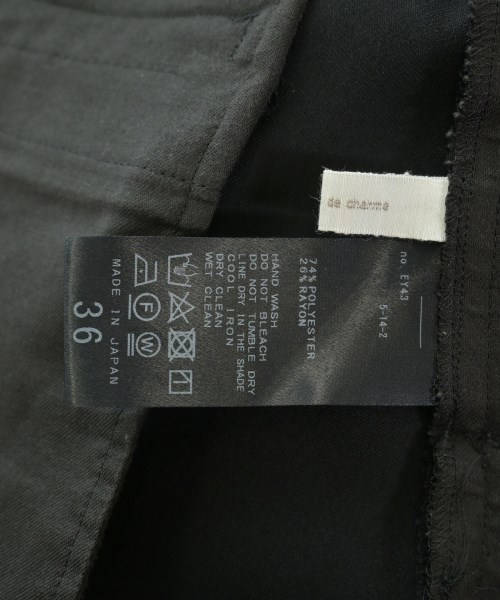 de charme
no. EY43
5-14-2
74% POLYESTER
26% RAYON
HAND WASH
DO NOT BLEACH
DO NOT TUMBLE DRY
LINE DRY IN THE SHADE
COOL IRON
DRY CLEAN
WET CLEAN
F
W
MADE IN JAPAN
36